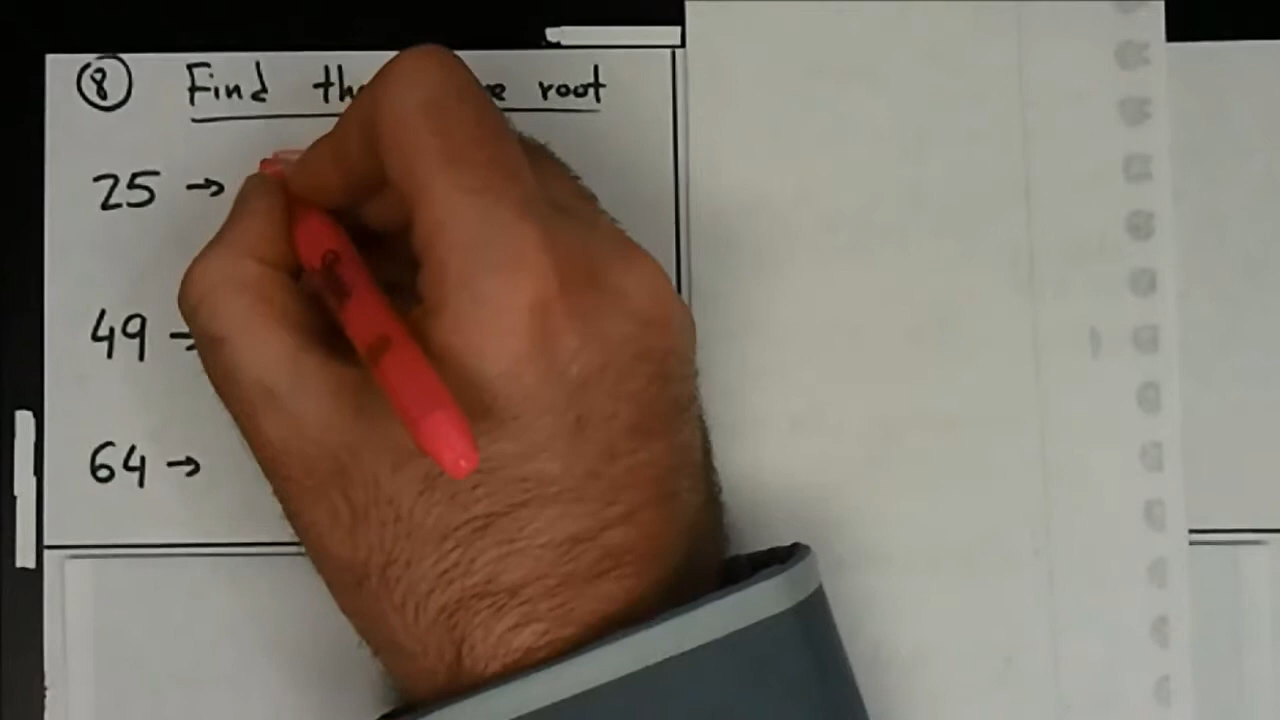 8 Find th e root
25 →
49 →
64 →